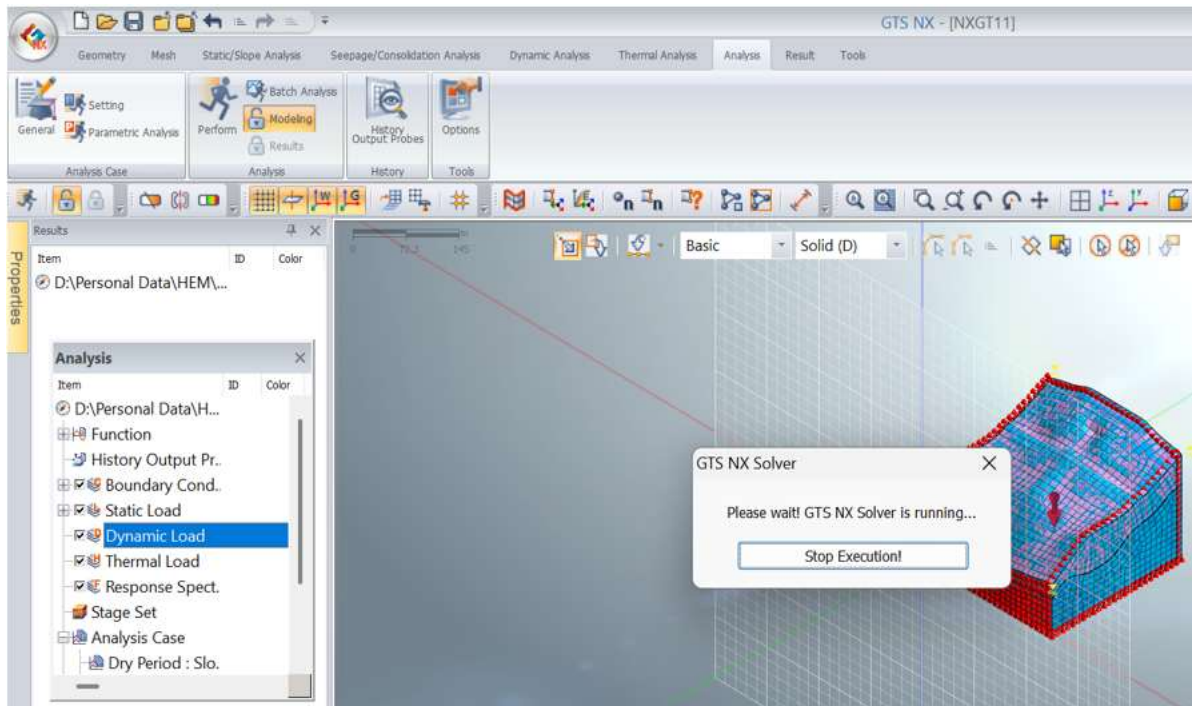 GTS NX - [NXGT11]
Geometry Mesh Static/Slope Analysis Seepage/Consolidation Analysis Dynamic Analysis Thermal Analysis Analysis Result Tools
General
Setting
Parametric Analysis
Analysis Case
Perform
Batch Analysis
Modeling
Results
Analysis
History
Output Probes
History
Options
Tools
Properties
Results
Item ID Color
D:\Personal Data\HEM\...
Analysis
Item ID Color
D:\Personal Data\H...
Function
History Output Pr..
Boundary Cond..
Static Load
Dynamic Load
Thermal Load
Response Spect.
Stage Set
Analysis Case
Dry Period : Slo.
Basic Solid (D)
GTS NX Solver
Please wait! GTS NX Solver is running...
Stop Execution!